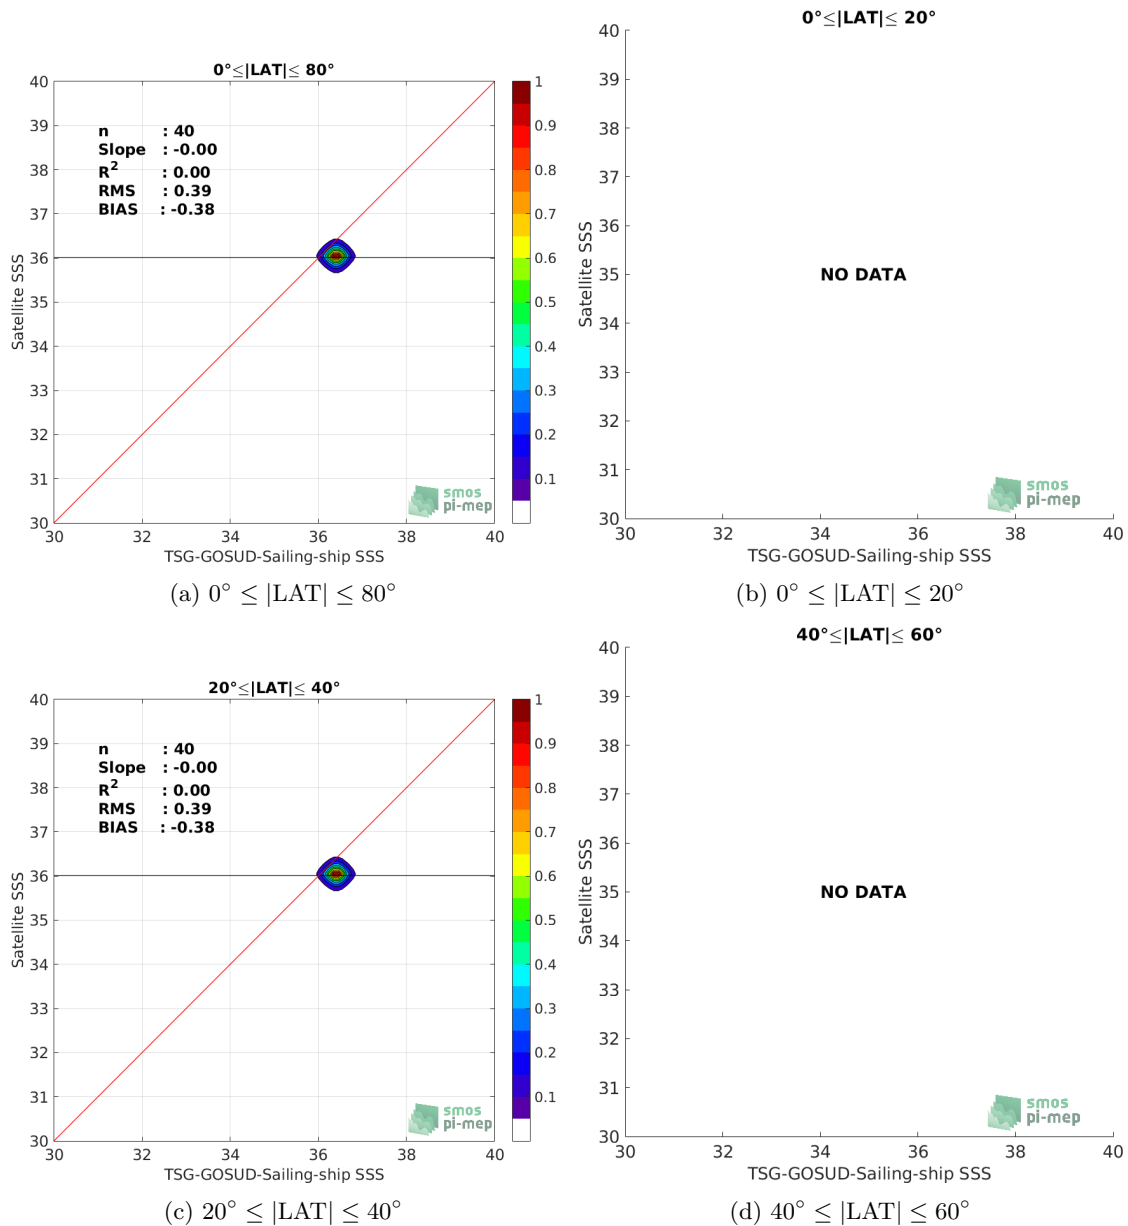 0°≤|LAT|≤ 80°
40
39
38
37
36
35
34
33
32
31
30
Satellite SSS
n : 40
Slope : -0.00
R² : 0.00
RMS : 0.39
BIAS : -0.38
smos
pi-mep
30 32 34 36 38 40
TSG-GOSUD-Sailing-ship SSS
1
0.9
0.8
0.7
0.6
0.5
0.4
0.3
0.2
0.1
(a) 0° ≤ |LAT| ≤ 80°
0°≤|LAT|≤ 20°
40
39
38
37
36
35
34
33
32
31
30
Satellite SSS
NO DATA
smos
pi-mep
30 32 34 36 38 40
TSG-GOSUD-Sailing-ship SSS
(b) 0° ≤ |LAT| ≤ 20°
20°≤|LAT|≤ 40°
40
39
38
37
36
35
34
33
32
31
30
Satellite SSS
n : 40
Slope : -0.00
R² : 0.00
RMS : 0.39
BIAS : -0.38
smos
pi-mep
30 32 34 36 38 40
TSG-GOSUD-Sailing-ship SSS
1
0.9
0.8
0.7
0.6
0.5
0.4
0.3
0.2
0.1
(c) 20° ≤ |LAT| ≤ 40°
40°≤|LAT|≤ 60°
40
39
38
37
36
35
34
33
32
31
30
Satellite SSS
NO DATA
smos
pi-mep
30 32 34 36 38 40
TSG-GOSUD-Sailing-ship SSS
(d) 40° ≤ |LAT| ≤ 60°